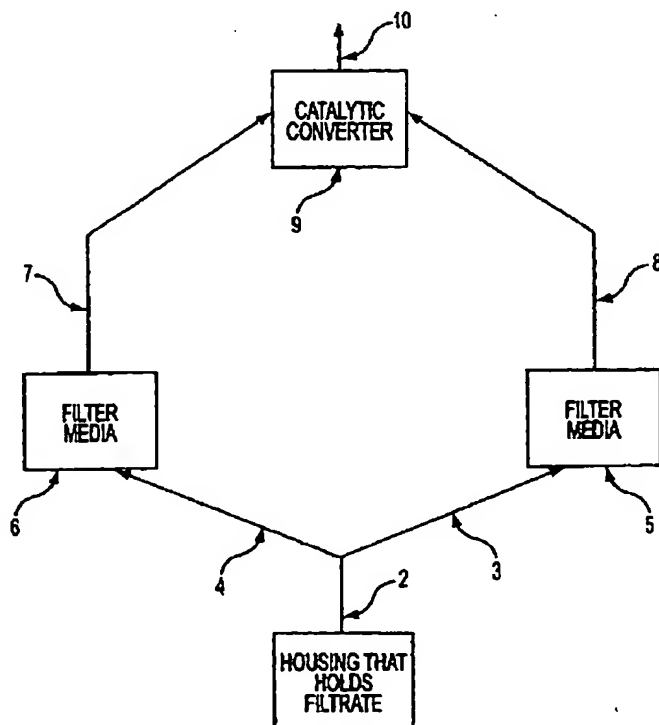 10
CATALYTIC
CONVERTER
9
7
8
FILTER
MEDIA
FILTER
MEDIA
6
5
4
3
2
HOUSING THAT
HOLDS
FILTRATE